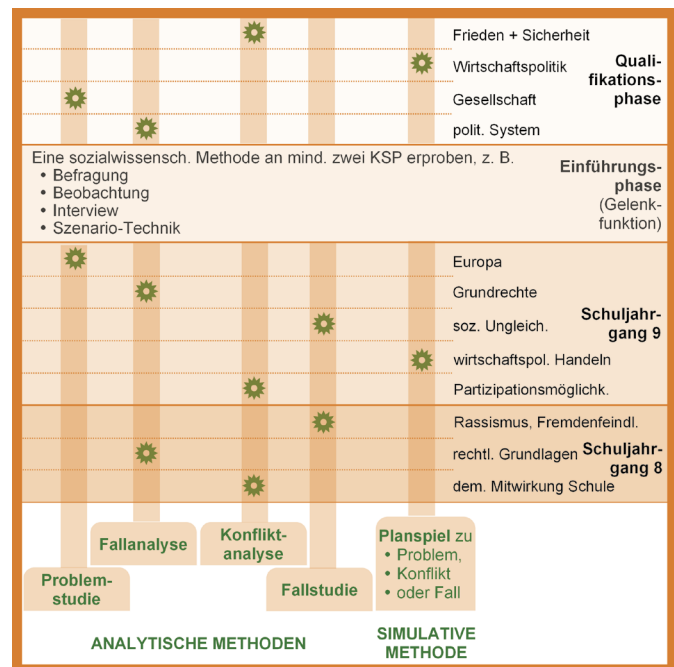 Frieden + Sicherheit
Wirtschaftspolitik
Gesellschaft
polit. System
Quali-
fikations-
phase
Eine sozialwissensch. Methode an mind. zwei KSP erproben, z. B.
• Befragung
• Beobachtung
• Interview
• Szenario-Technik
Einführungs-
phase
(Gelenk-
funktion)
Europa
Grundrechte
soz. Ungleich.
wirtschaftspol. Handeln
Partizipationsmöglichk.
Schuljahr-
gang 9
Rassismus, Fremdenfeindl.
rechtl. Grundlagen
dem. Mitwirkung Schule
Schuljahr-
gang 8
Problem-
studie
Fallanalyse
Konflikt-
analyse
Fallstudie
Planspiel zu
• Problem,
• Konflikt
• oder Fall
ANALYTISCHE METHODEN
SIMULATIVE
METHODE